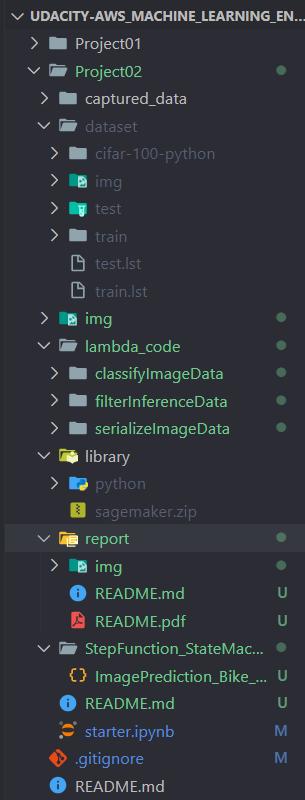 UDACITY-AWS_MACHINE_LEARNING_EN...
Project01
Project02
captured_data
dataset
cifar-100-python
img
test
train
test.lst
train.lst
img
lambda_code
classifyImageData
filterInferenceData
serializeImageData
library
python
sagemaker.zip
report
img
README.md U
README.pdf U
StepFunction_StateMac...
ImagePrediction_Bike_... U
README.md U
starter.ipynb
.gitignore
README.md